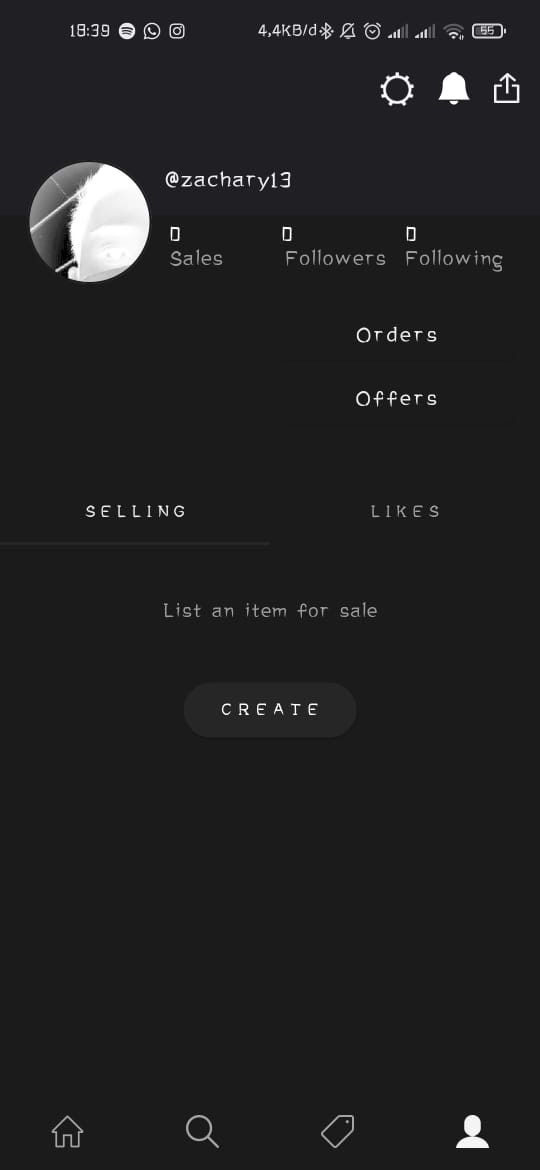 18:39 4,4KB/d 55
@zachary13
0 0 0
Sales Followers Following
Orders
Offers
SELLING LIKES
List an item for sale
CREATE